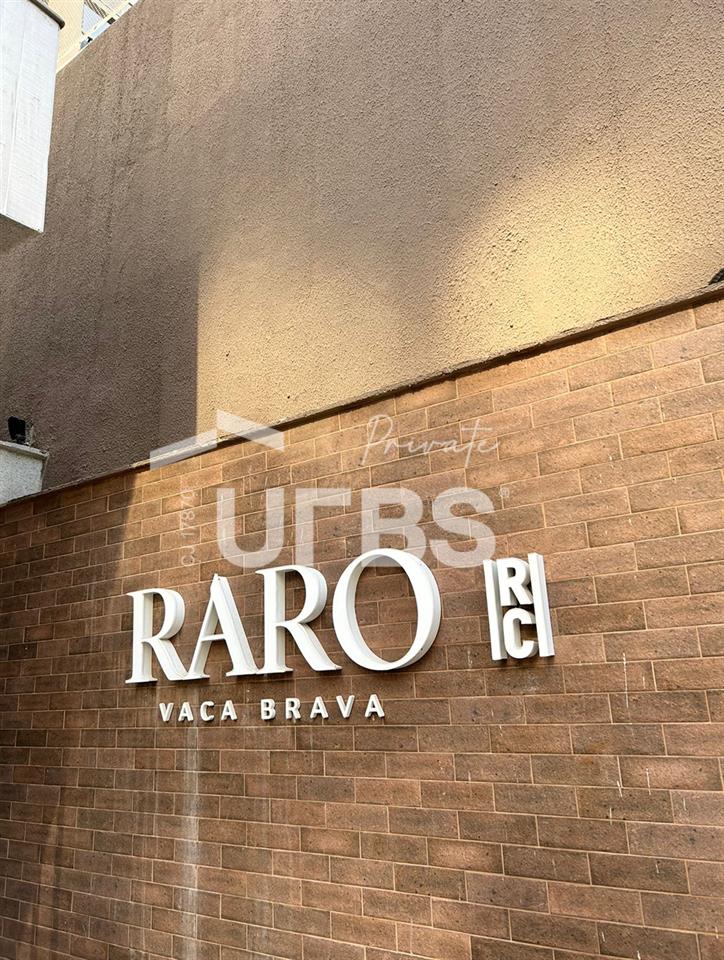 Private
URBS®
RARO
RC
VACA BRAVA